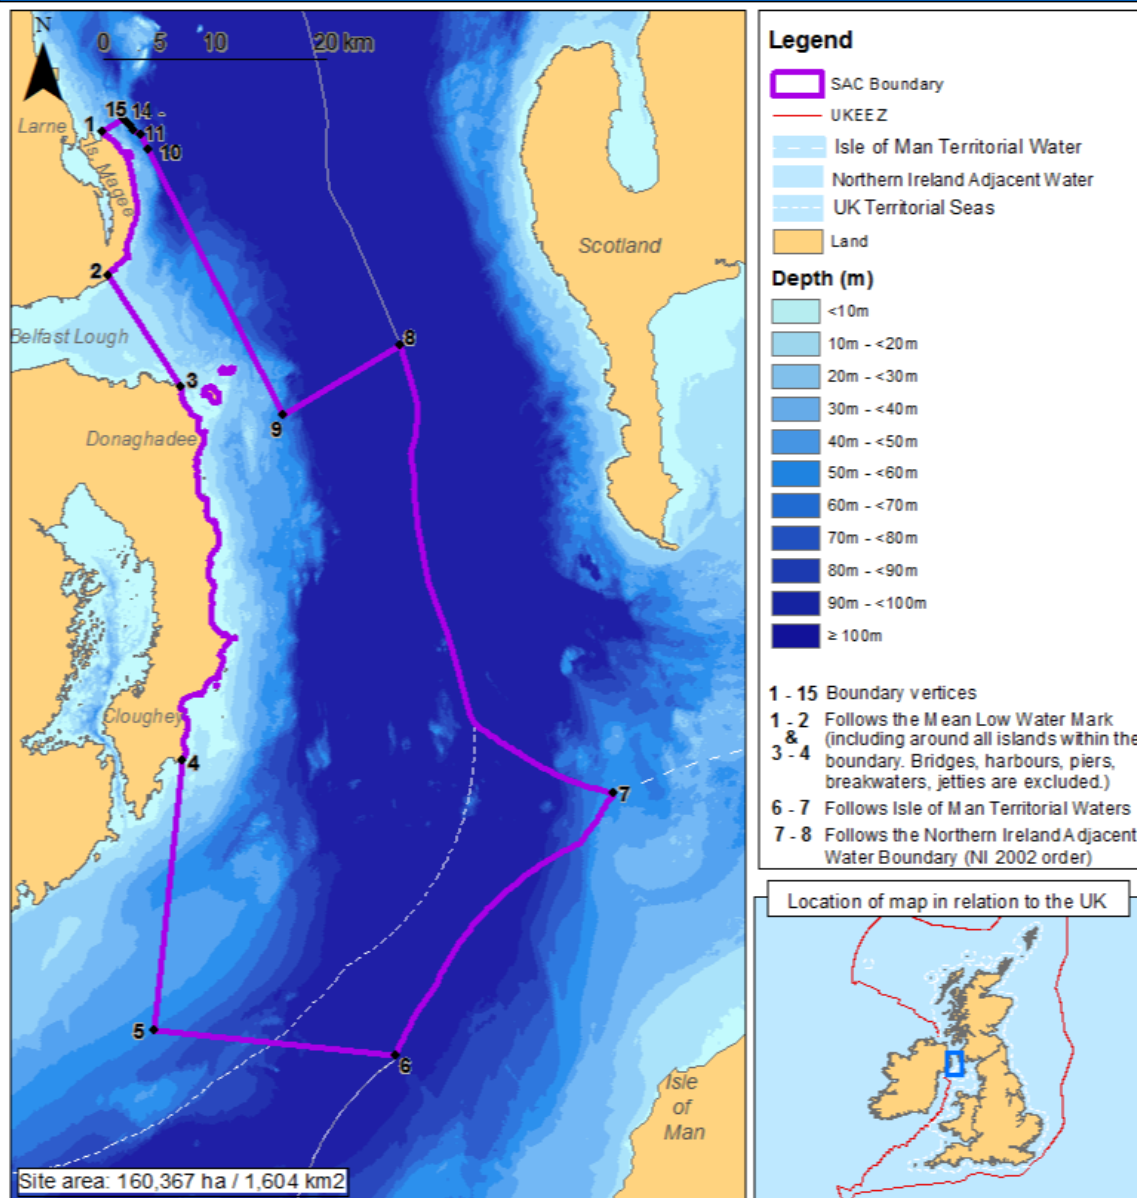 N
0 5 10 20 km
Larne
Is. Magee
1
15
14 -
11
10
2
Belfast Lough
3
Donaghadee
Scotland
8
9
Cloughey
4
7
5
6
Isle
of
Man
Site area: 160,367 ha / 1,604 km2
Legend
SAC Boundary
UKEEZ
Isle of Man Territorial Water
Northern Ireland Adjacent Water
UK Territorial Seas
Land
Depth (m)
<10m
10m - <20m
20m - <30m
30m - <40m
40m - <50m
50m - <60m
60m - <70m
70m - <80m
80m - <90m
90m - <100m
≥ 100m
1 - 15 Boundary vertices
1 - 2 Follows the Mean Low Water Mark
& (including around all islands within the
3 - 4 boundary. Bridges, harbours, piers,
breakwaters, jetties are excluded.)
6 - 7 Follows Isle of Man Territorial Waters
7 - 8 Follows the Northern Ireland Adjacent
Water Boundary (NI 2002 order)
Location of map in relation to the UK